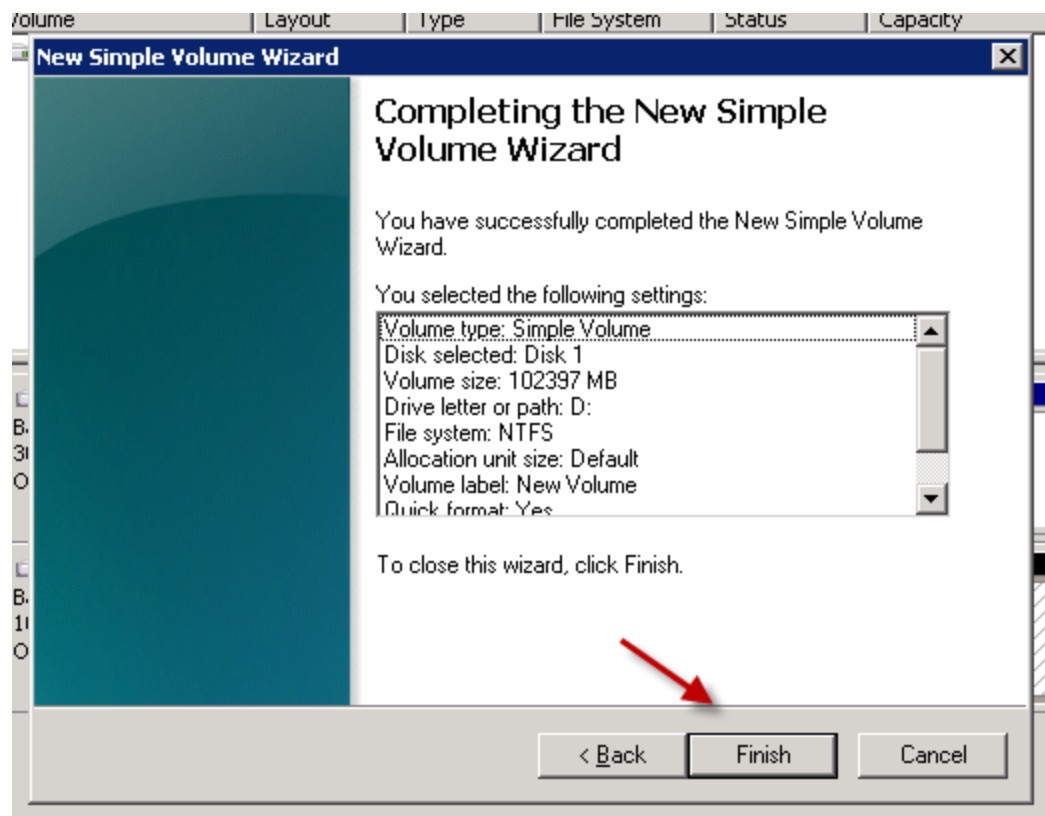 Volume Layout Type File System Status Capacity
New Simple Volume Wizard
Completing the New Simple
Volume Wizard
You have successfully completed the New Simple Volume
Wizard.
You selected the following settings:
Volume type: Simple Volume
Disk selected: Disk 1
Volume size: 102397 MB
Drive letter or path: D:
File system: NTFS
Allocation unit size: Default
Volume label: New Volume
Quick format: Yes
To close this wizard, click Finish.
< Back Finish Cancel